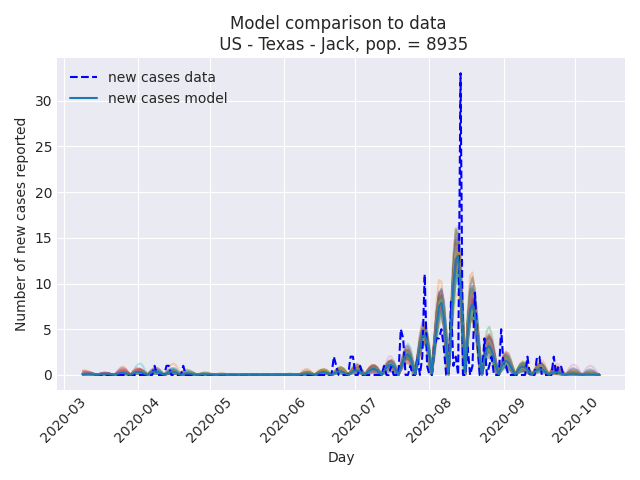 Model comparison to data
US - Texas - Jack, pop. = 8935
new cases data
new cases model
Number of new cases reported
30
25
20
15
10
5
0
2020-03
2020-04
2020-05
2020-06
2020-07
2020-08
2020-09
2020-10
Day